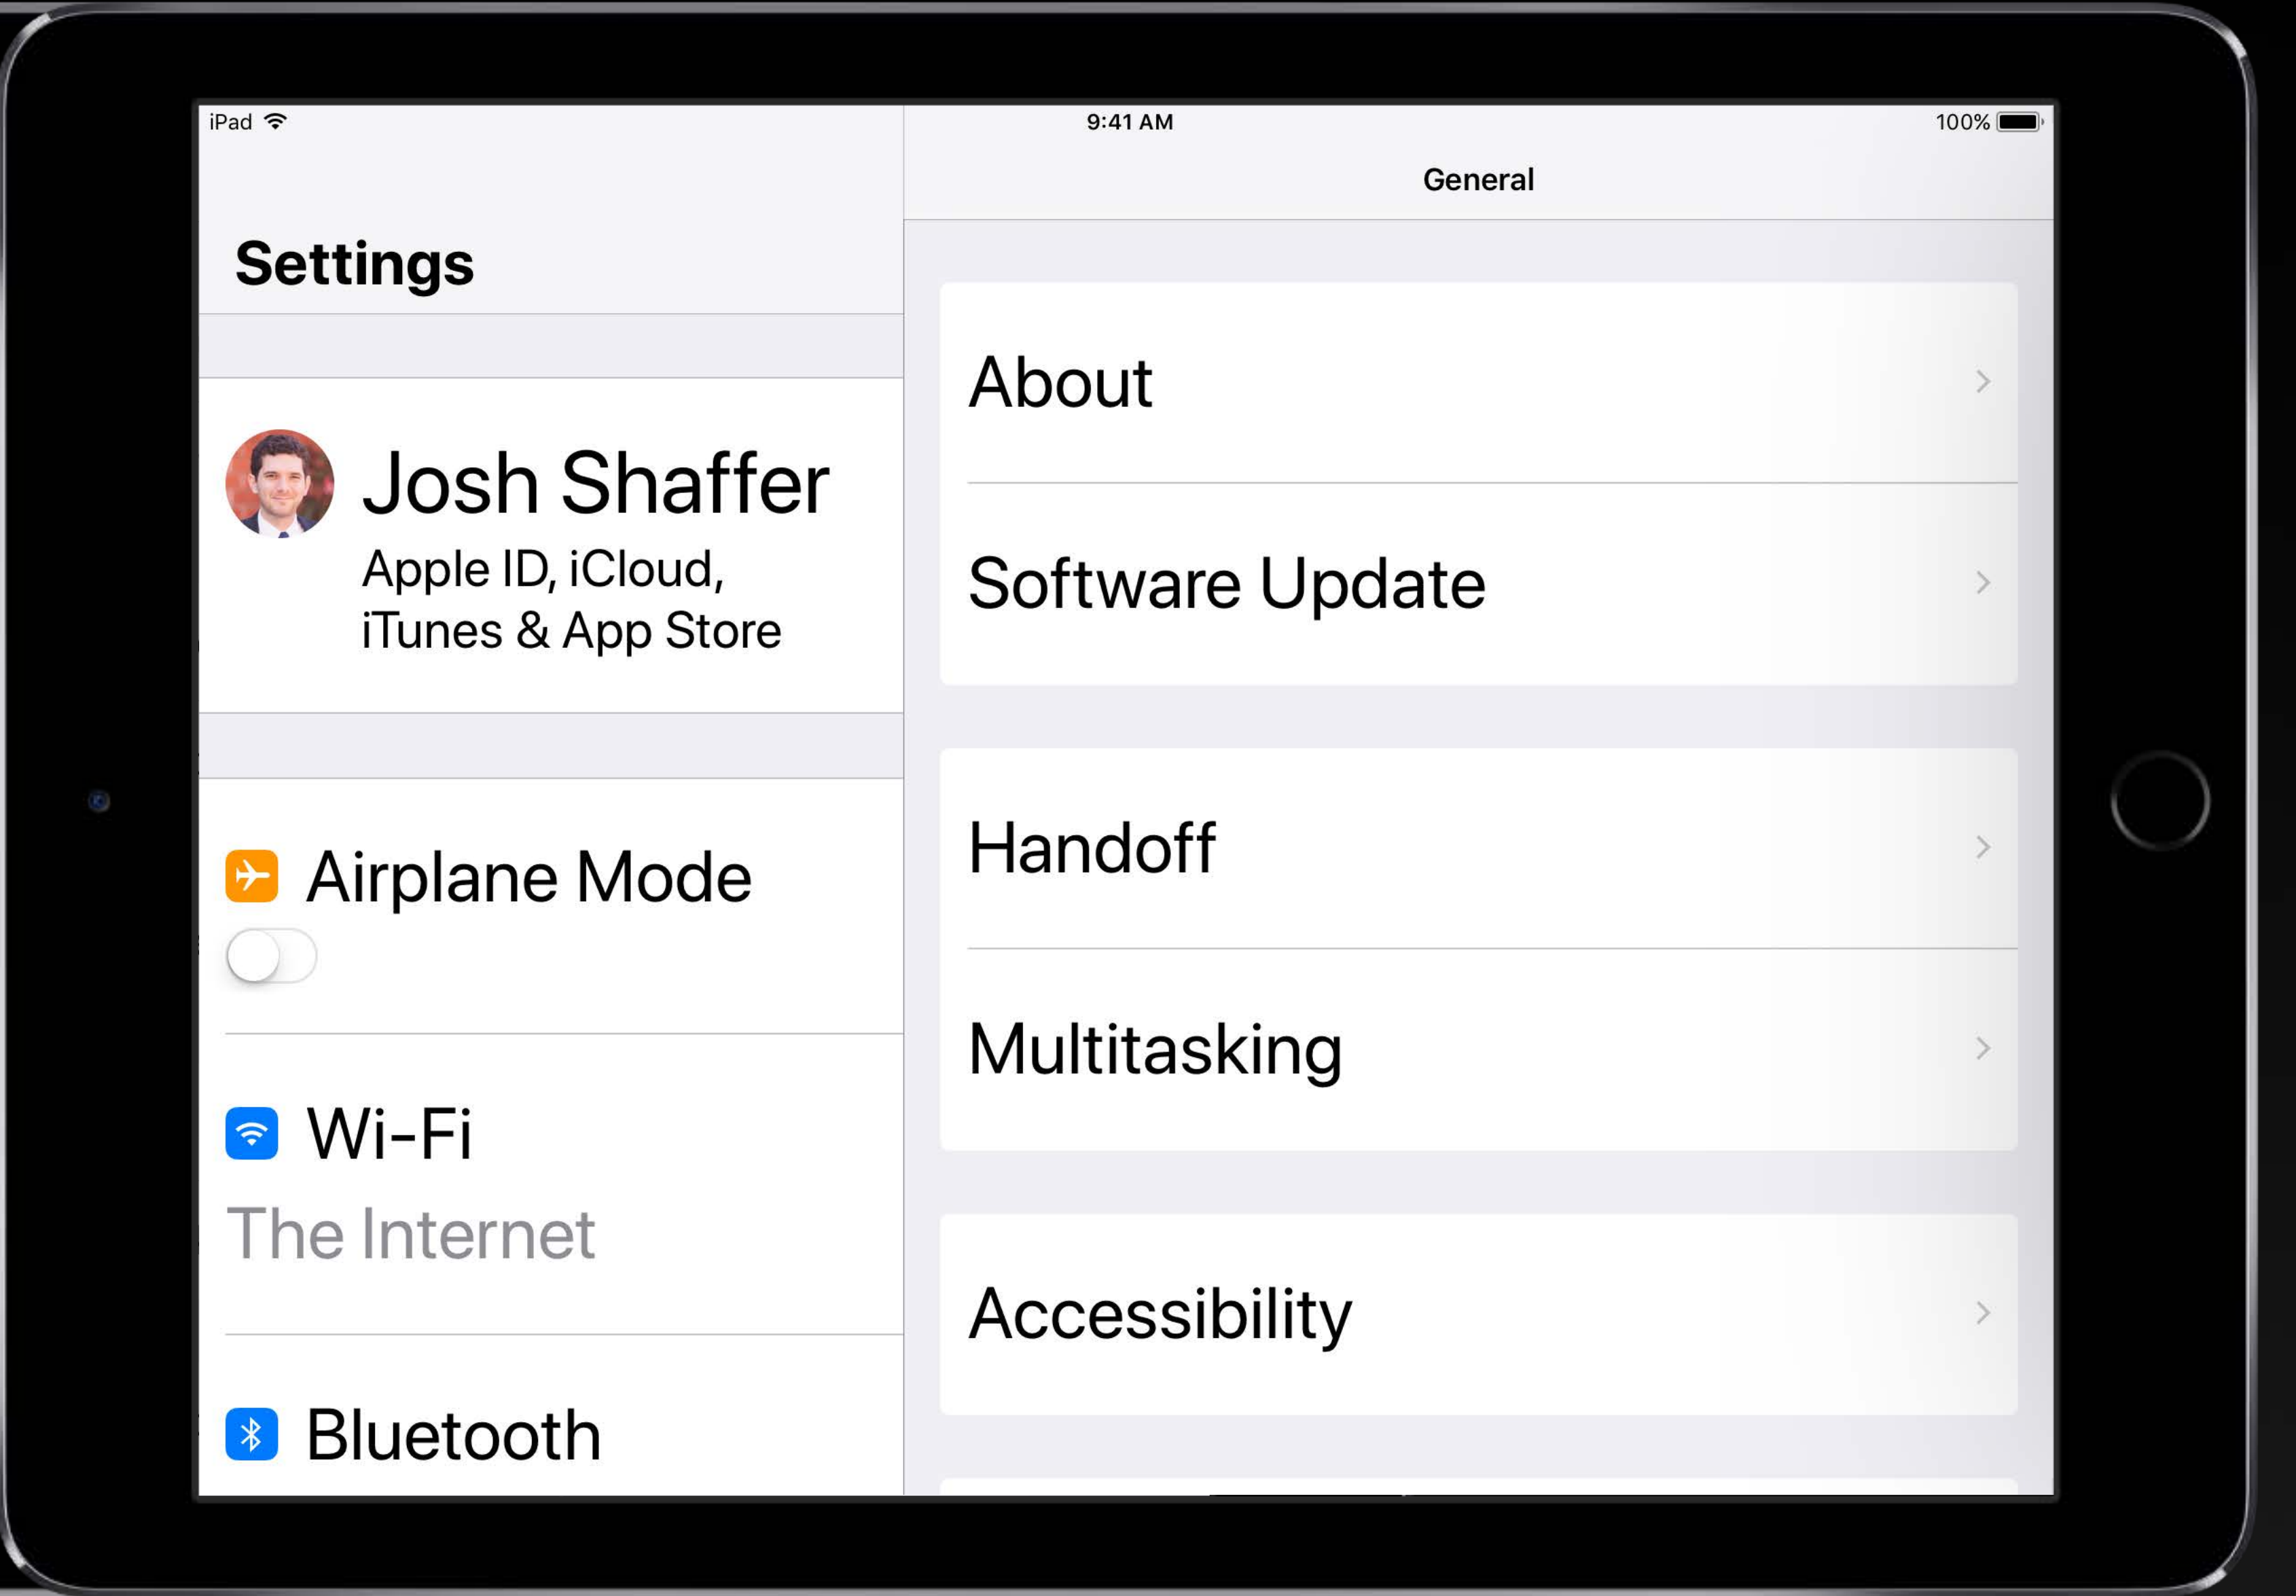 iPad
9:41 AM
100%
Settings
General
Josh Shaffer
Apple ID, iCloud,
iTunes & App Store
Airplane Mode
Wi-Fi
The Internet
Bluetooth
About
Software Update
Handoff
Multitasking
Accessibility